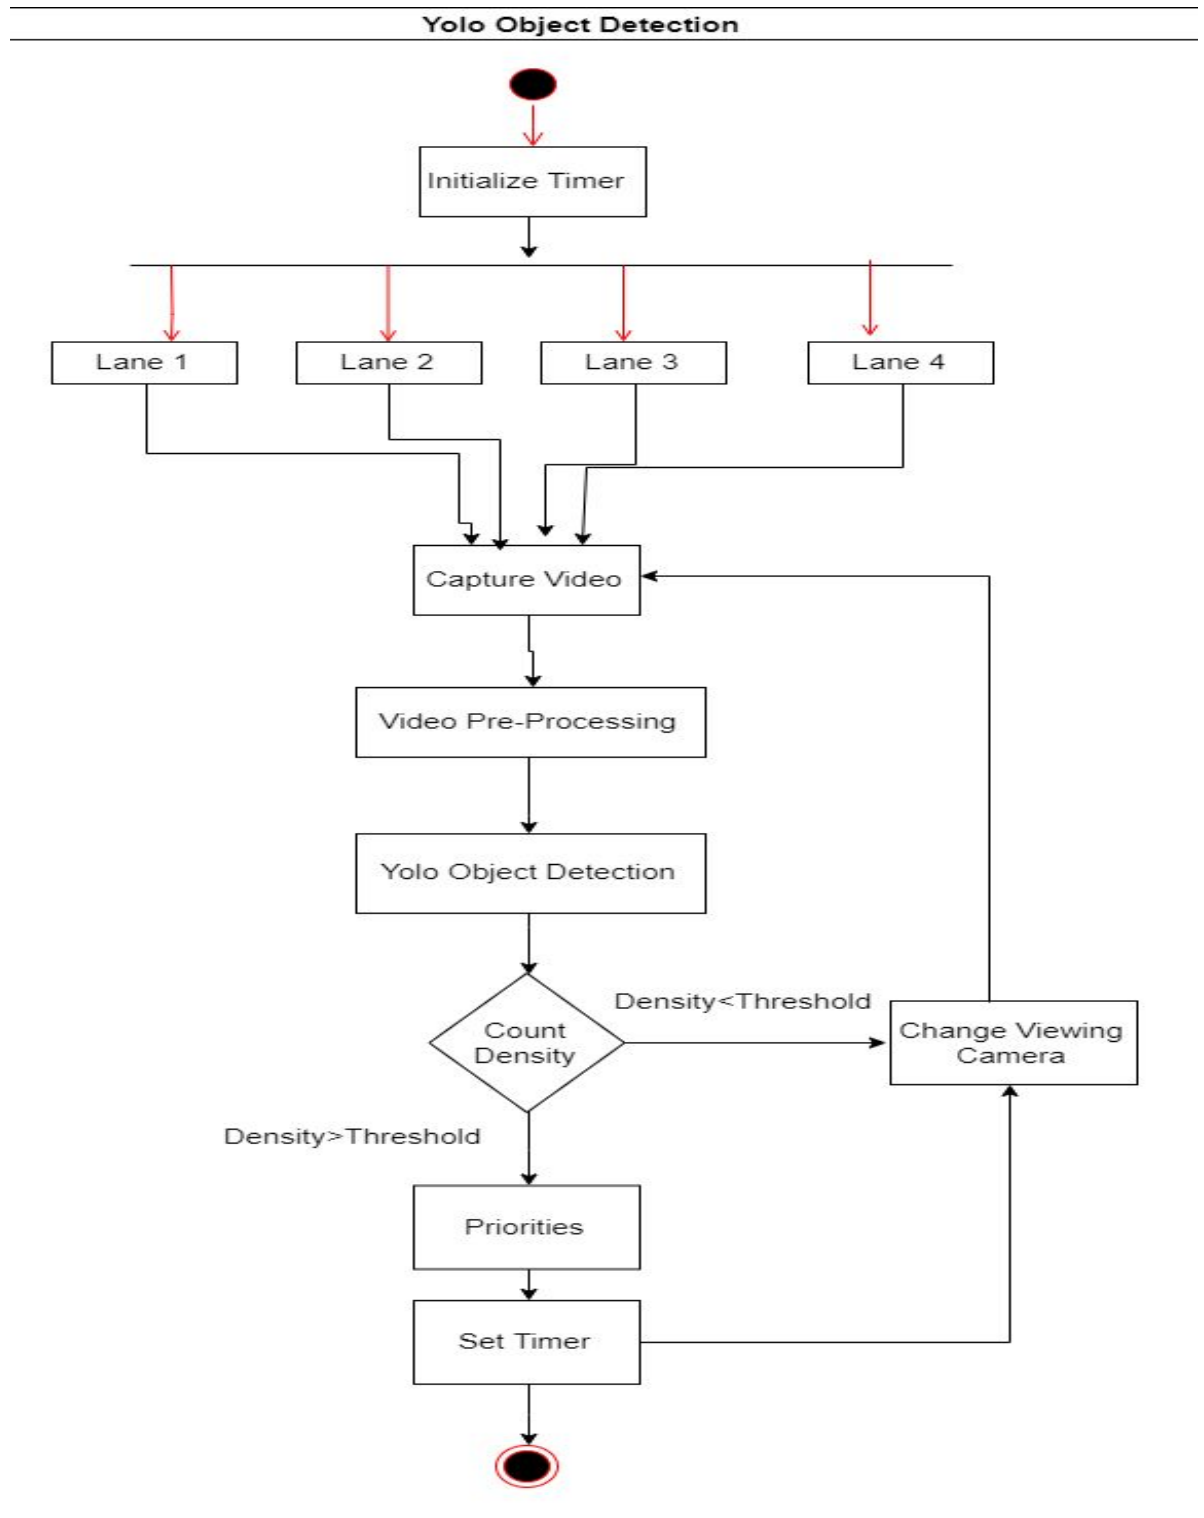 Yolo Object Detection
Initialize Timer
Lane 1
Lane 2
Lane 3
Lane 4
Capture Video
Video Pre-Processing
Yolo Object Detection
Count
Density
Density<Threshold
Change Viewing
Camera
Density>Threshold
Priorities
Set Timer